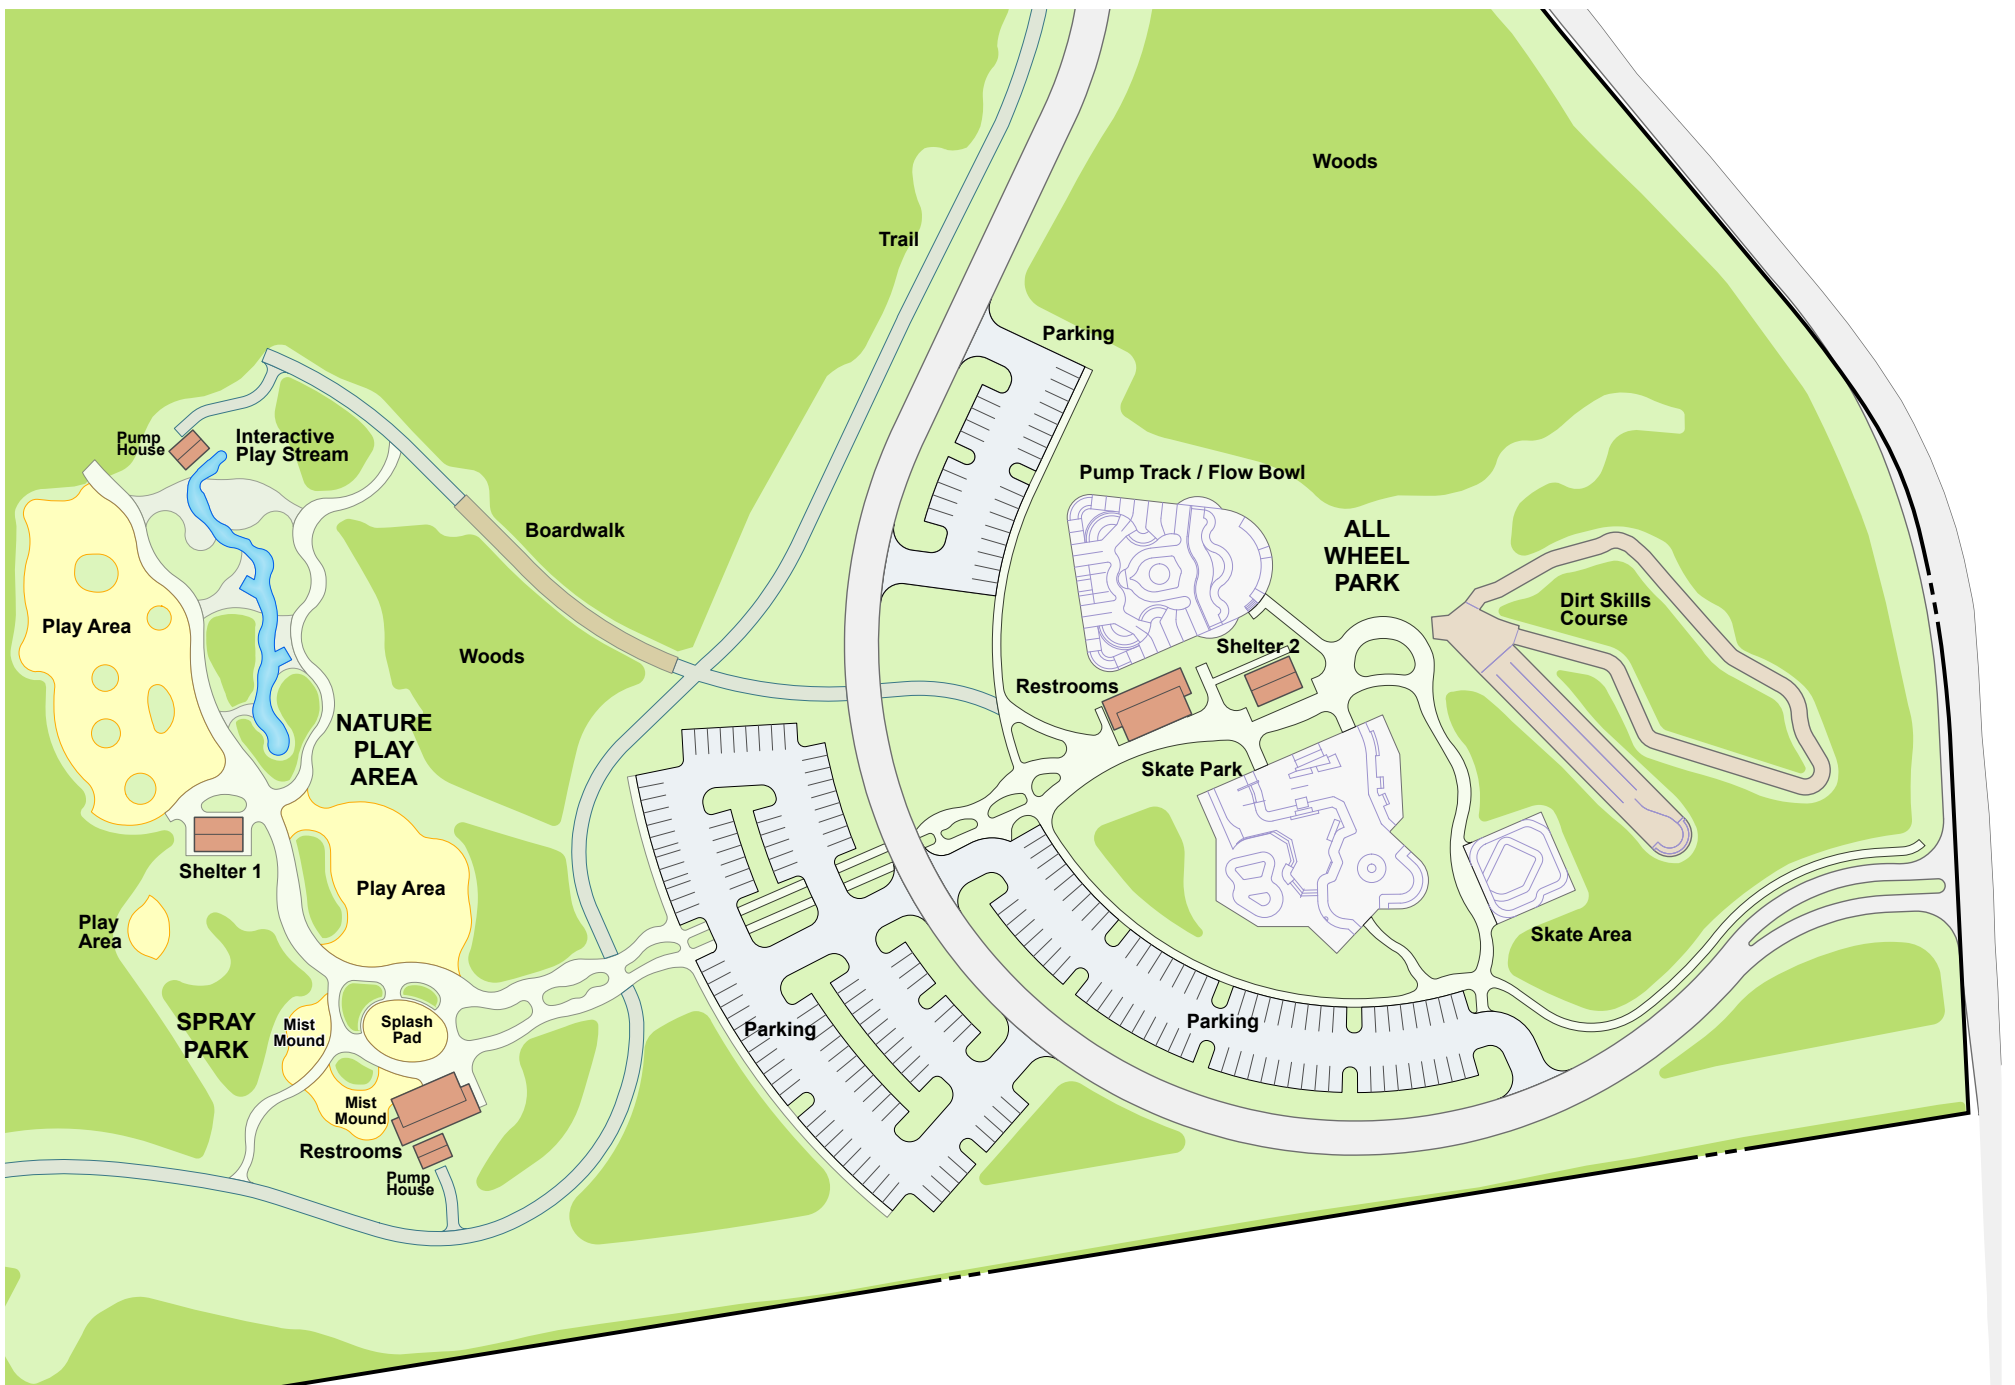 Woods
Trail
Parking
Pump
House
Interactive
Play Stream
Pump Track / Flow Bowl
Boardwalk
ALL
WHEEL
PARK
Dirt Skills
Course
Play Area
Woods
Shelter 2
Restrooms
NATURE
PLAY
AREA
Skate Park
Shelter 1
Play Area
Play
Area
Skate Area
SPRAY
PARK
Mist
Mound
Splash
Pad
Parking
Parking
Mist
Mound
Restrooms
Pump
House